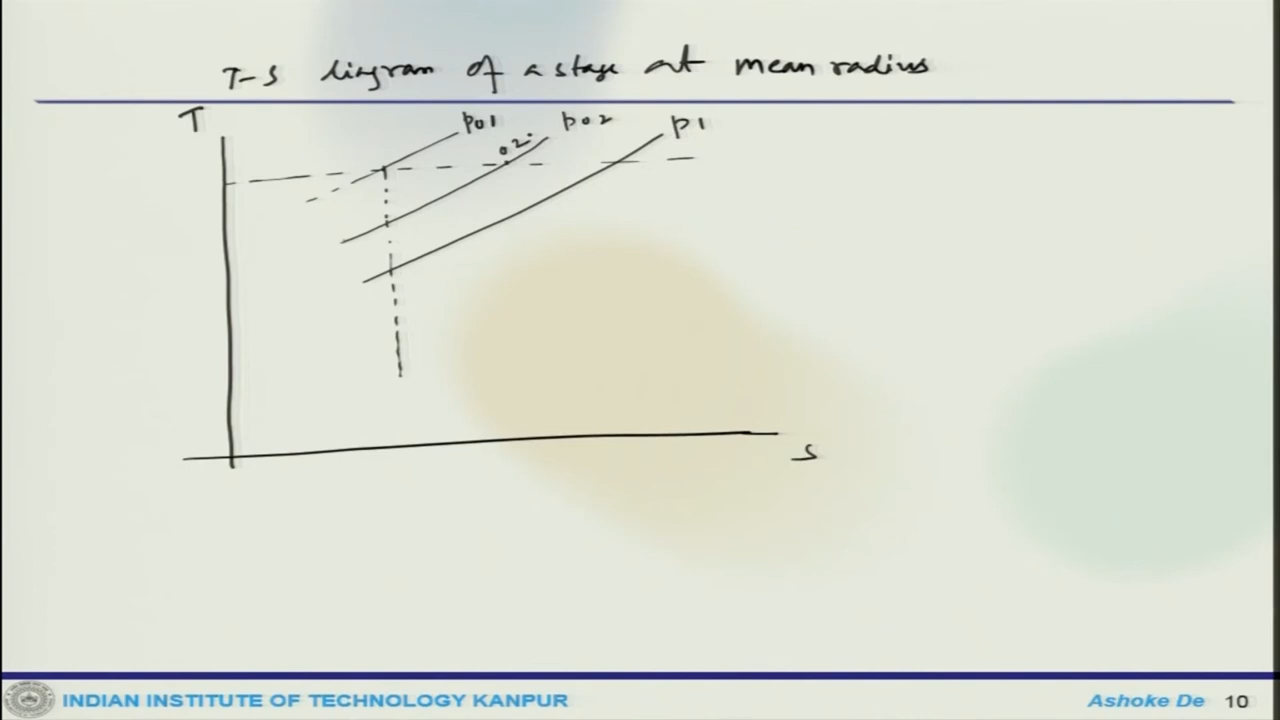 T-S diagram of a stage at mean radius
T
p01
02.
p02
p1
S
INDIAN INSTITUTE OF TECHNOLOGY KANPUR
Ashoke De 10